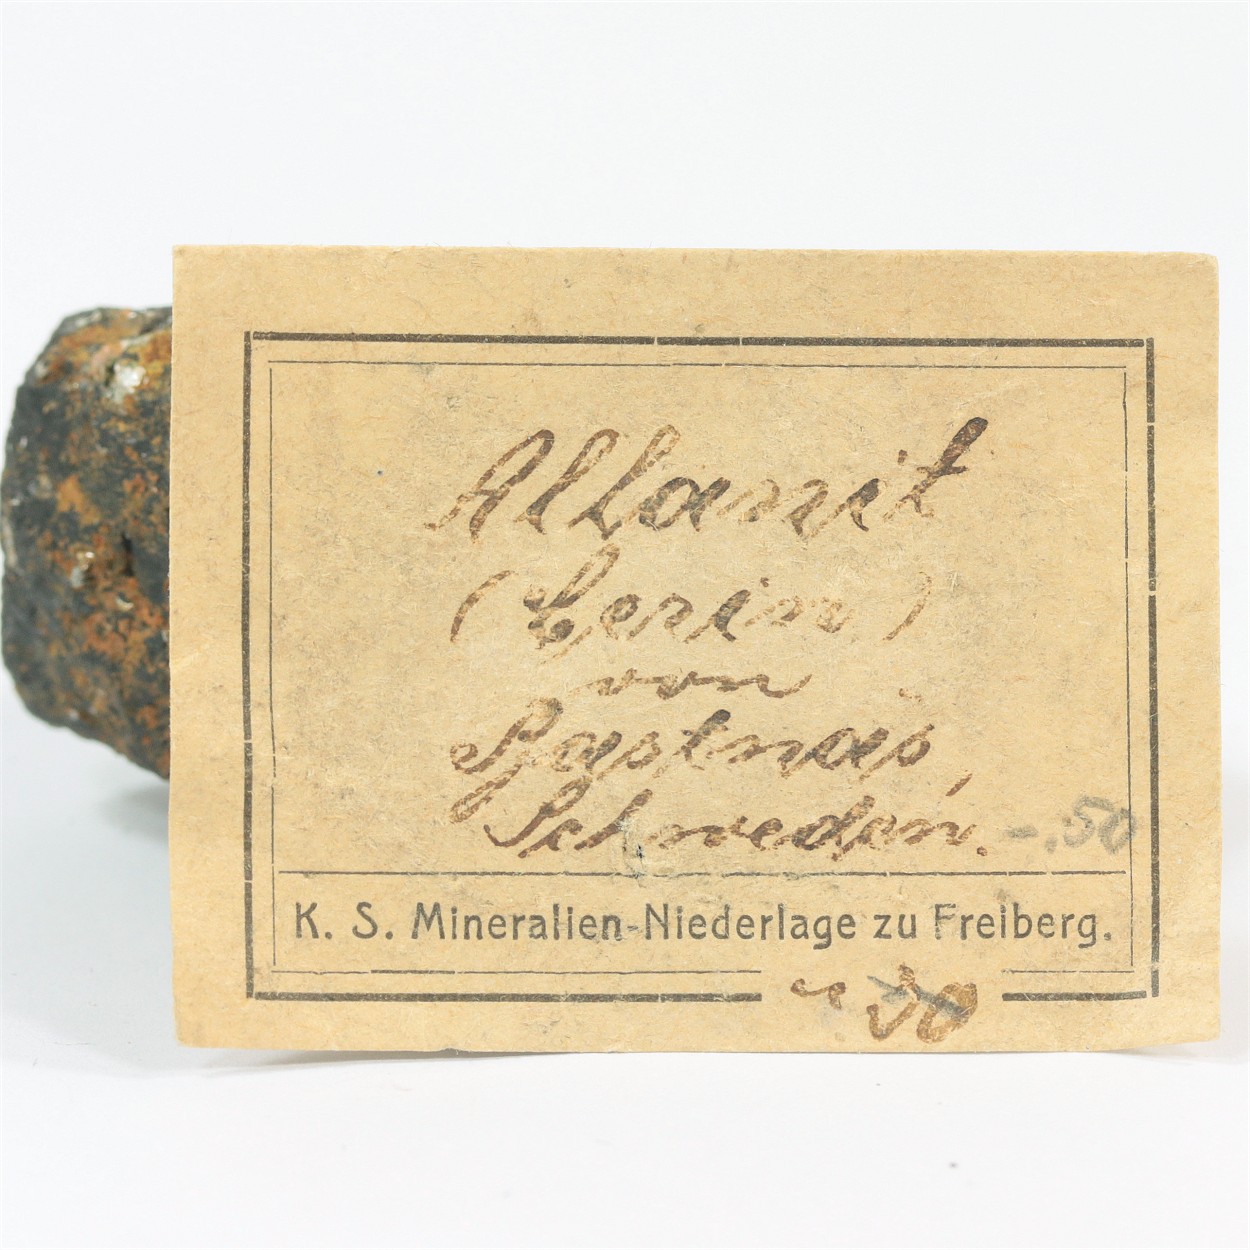 Allanit
(Cerin)
von
Bastnäs,
Schweden. -.50
K. S. Mineralien-Niederlage zu Freiberg.